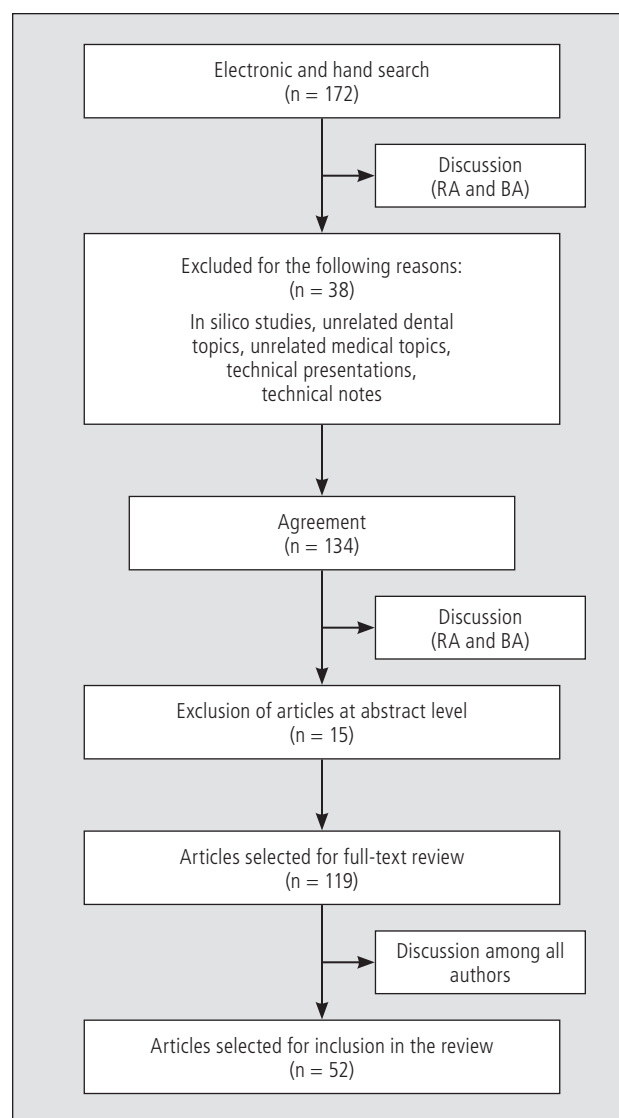 Electronic and hand search
(n = 172)
Discussion
(RA and BA)
Excluded for the following reasons:
(n = 38)
In silico studies, unrelated dental
topics, unrelated medical topics,
technical presentations,
technical notes
Agreement
(n = 134)
Discussion
(RA and BA)
Exclusion of articles at abstract level
(n = 15)
Articles selected for full-text review
(n = 119)
Discussion among all
authors
Articles selected for inclusion in the review
(n = 52)